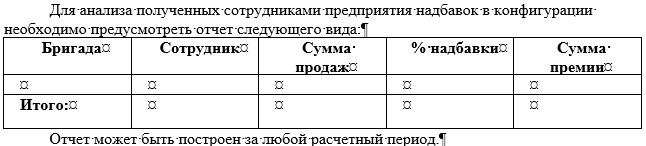 Для анализа полученных сотрудниками предприятия надбавок в конфигурации
необходимо предусмотреть отчет следующего вида:¶
Бригада¤ Сотрудник¤ Сумма продаж¤ %·надбавки¤ Сумма премии¤
¤ ¤ ¤ ¤ ¤
Итого:¤ ¤ ¤ ¤ ¤
Отчет может быть построен за любой расчетный период.¶